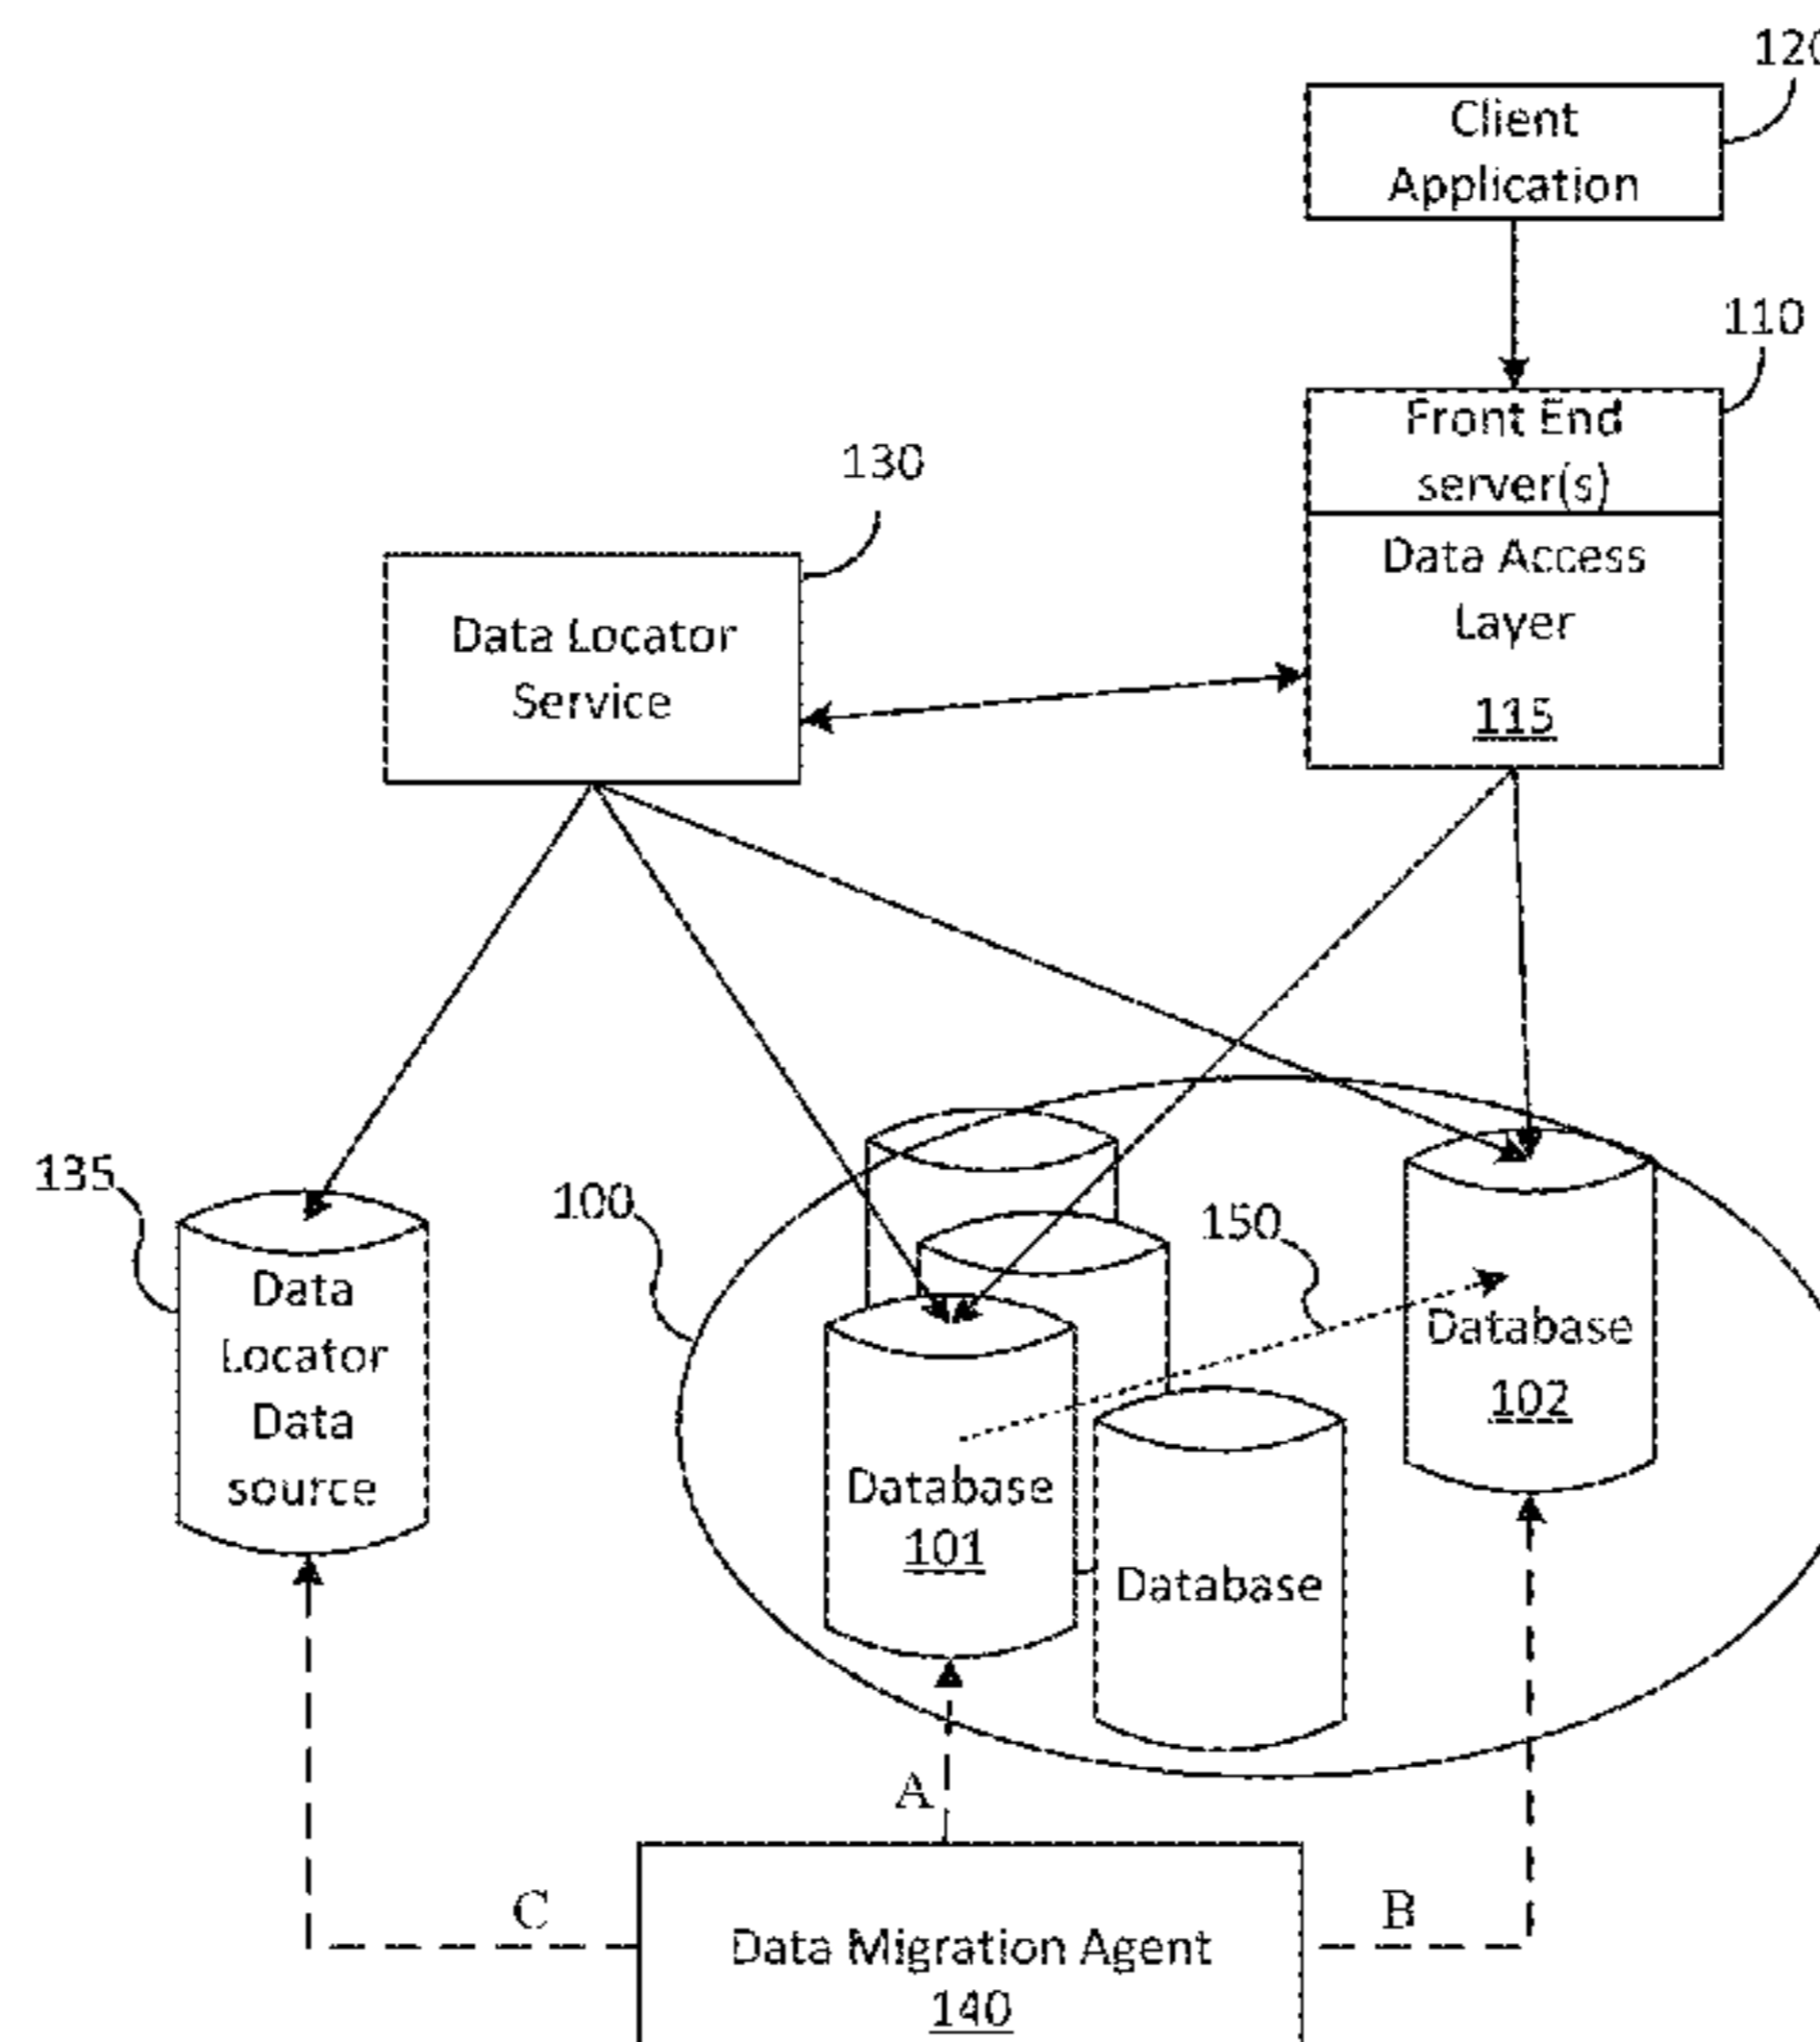 120
Client
Application
110
Front End
server(s)
130
Data Access
Layer
115
Data Locator
Service
135
100
150
Data
Locator
Data
source
Database
102
Database
101
Database
A
C
B
Data Migration Agent
140